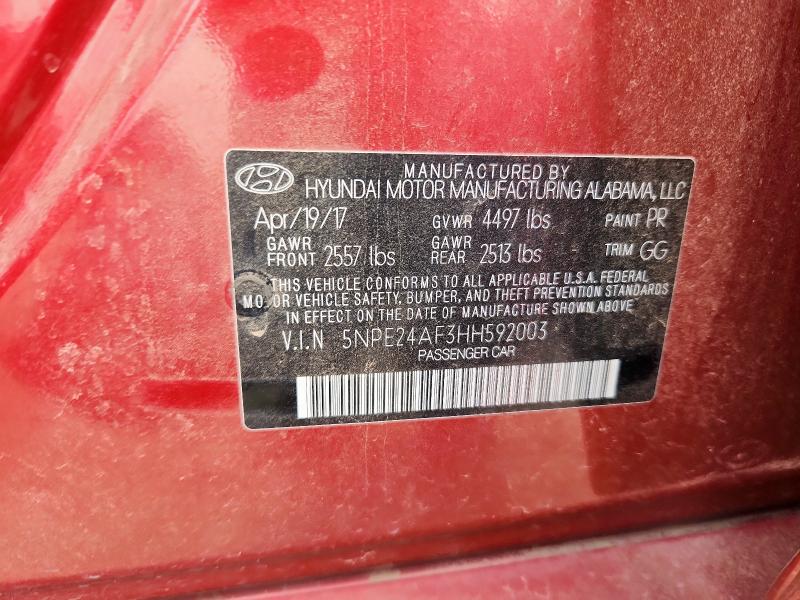 MANUFACTURED BY
HYUNDAI MOTOR MANUFACTURING ALABAMA, LLC
Apr/19/17 GVWR 4497 lbs PAINT PR
GAWR FRONT 2557 lbs GAWR REAR 2513 lbs TRIM GG
THIS VEHICLE CONFORMS TO ALL APPLICABLE U.S.A. FEDERAL
MO. OR VEHICLE SAFETY, BUMPER, AND THEFT PREVENTION STANDARDS
IN EFFECT ON THE DATE OF MANUFACTURE SHOWN ABOVE
V.I.N 5NPE24AF3HH592003
PASSENGER CAR